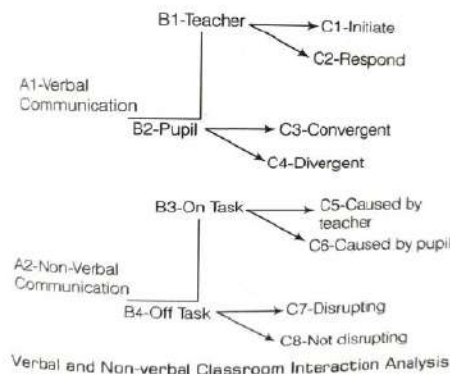 B1-Teacher
C1-Initiate
C2-Respond
A1-Verbal
Communication
B2-Pupil
C3-Convergent
C4-Divergent
B3-On Task
C5-Caused by
teacher
C6-Caused by pupil
A2-Non-Verbal
Communication
B4-Off Task
C7-Disrupting
C8-Not disrupting
Verbal and Non-verbal Classroom Interaction Analysis